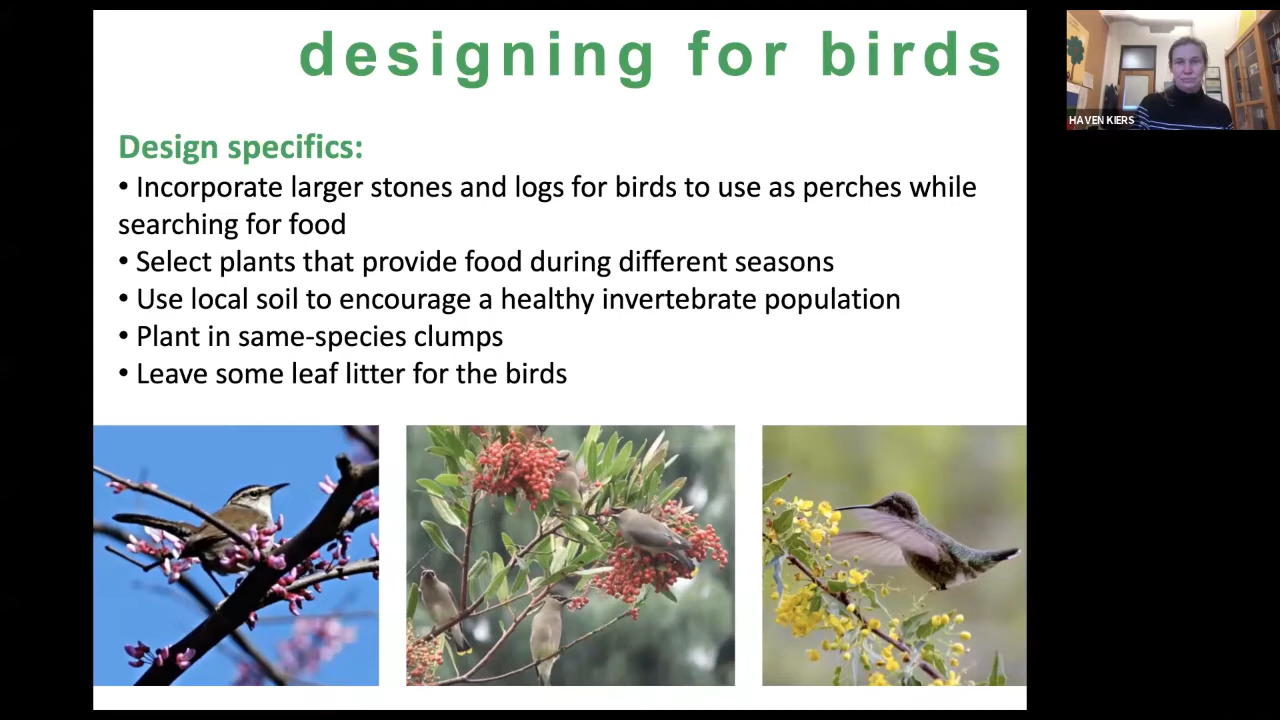 designing for birds
HAVEN KIERS
Design specifics:
• Incorporate larger stones and logs for birds to use as perches while
searching for food
• Select plants that provide food during different seasons
• Use local soil to encourage a healthy invertebrate population
• Plant in same-species clumps
• Leave some leaf litter for the birds